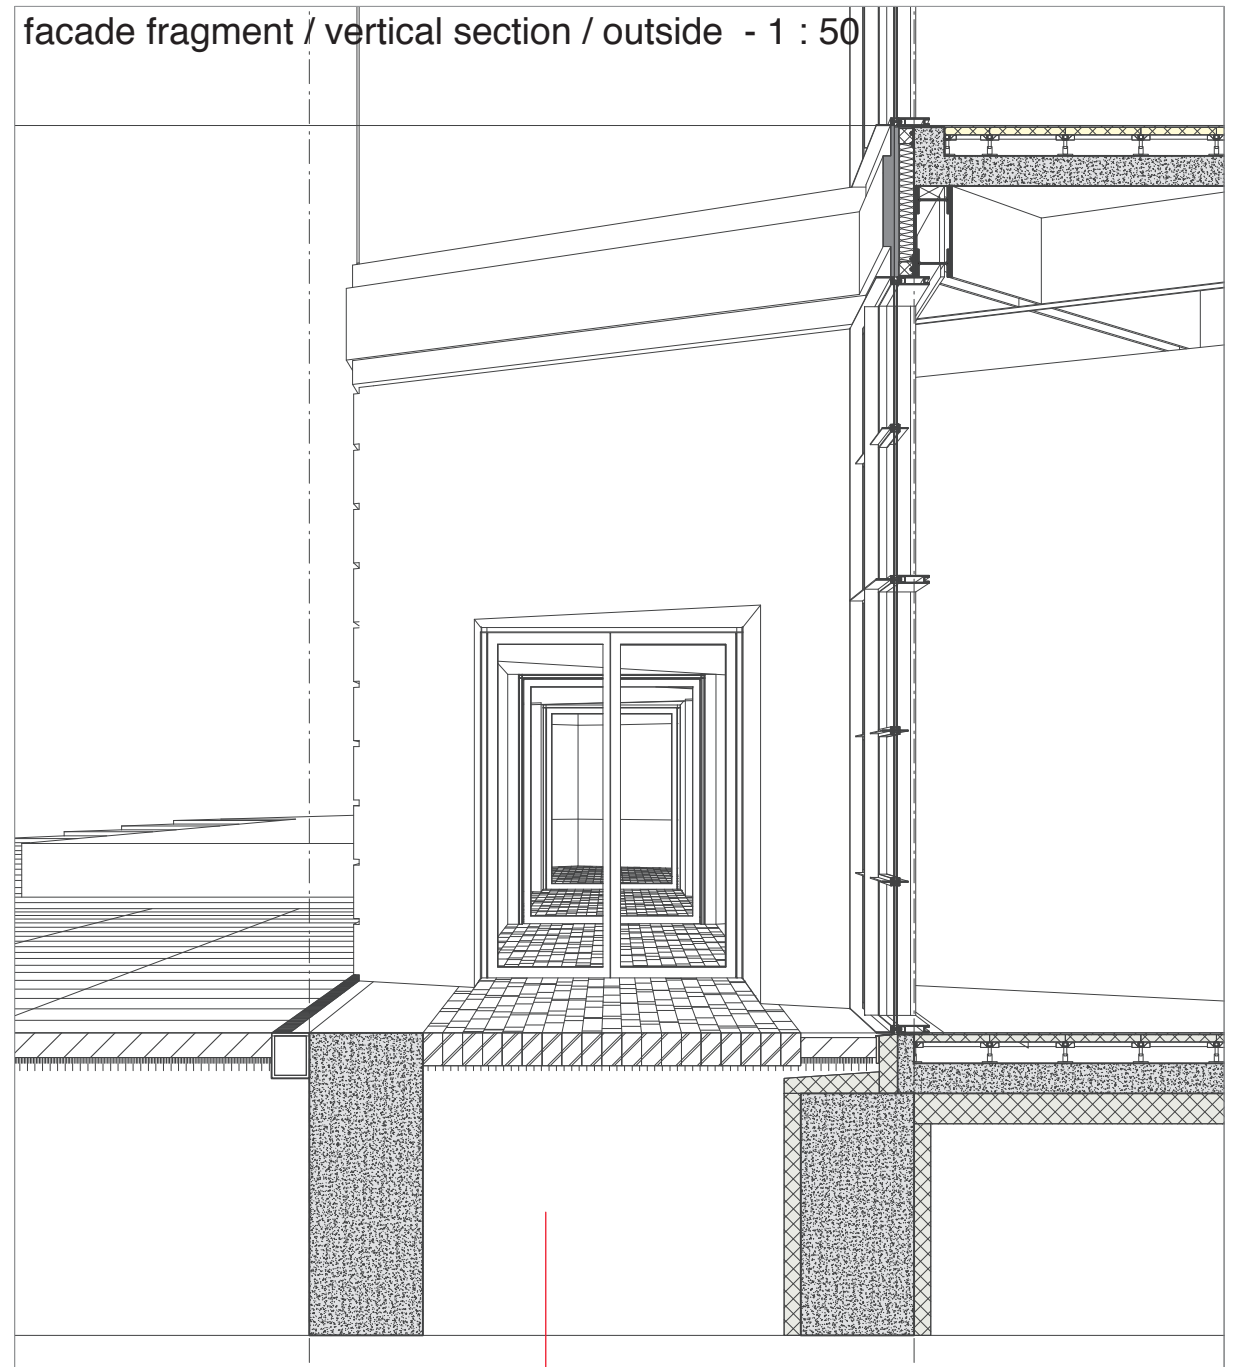 facade fragment / vertical section / outside  - 1 : 50